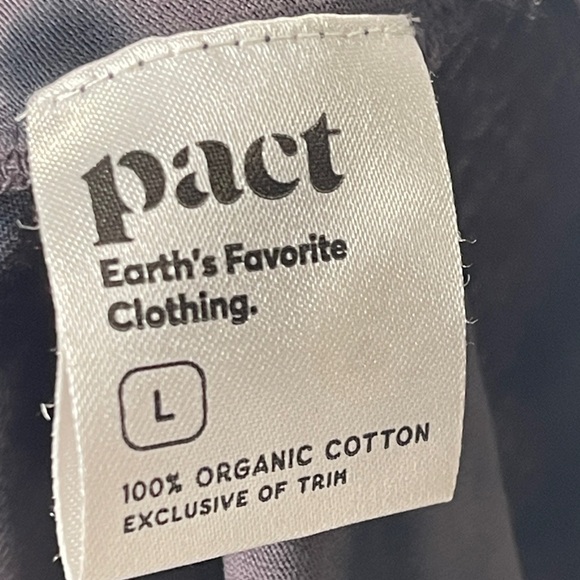 pact
Earth's Favorite
Clothing.
L
100% ORGANIC COTTON
EXCLUSIVE OF TRIM